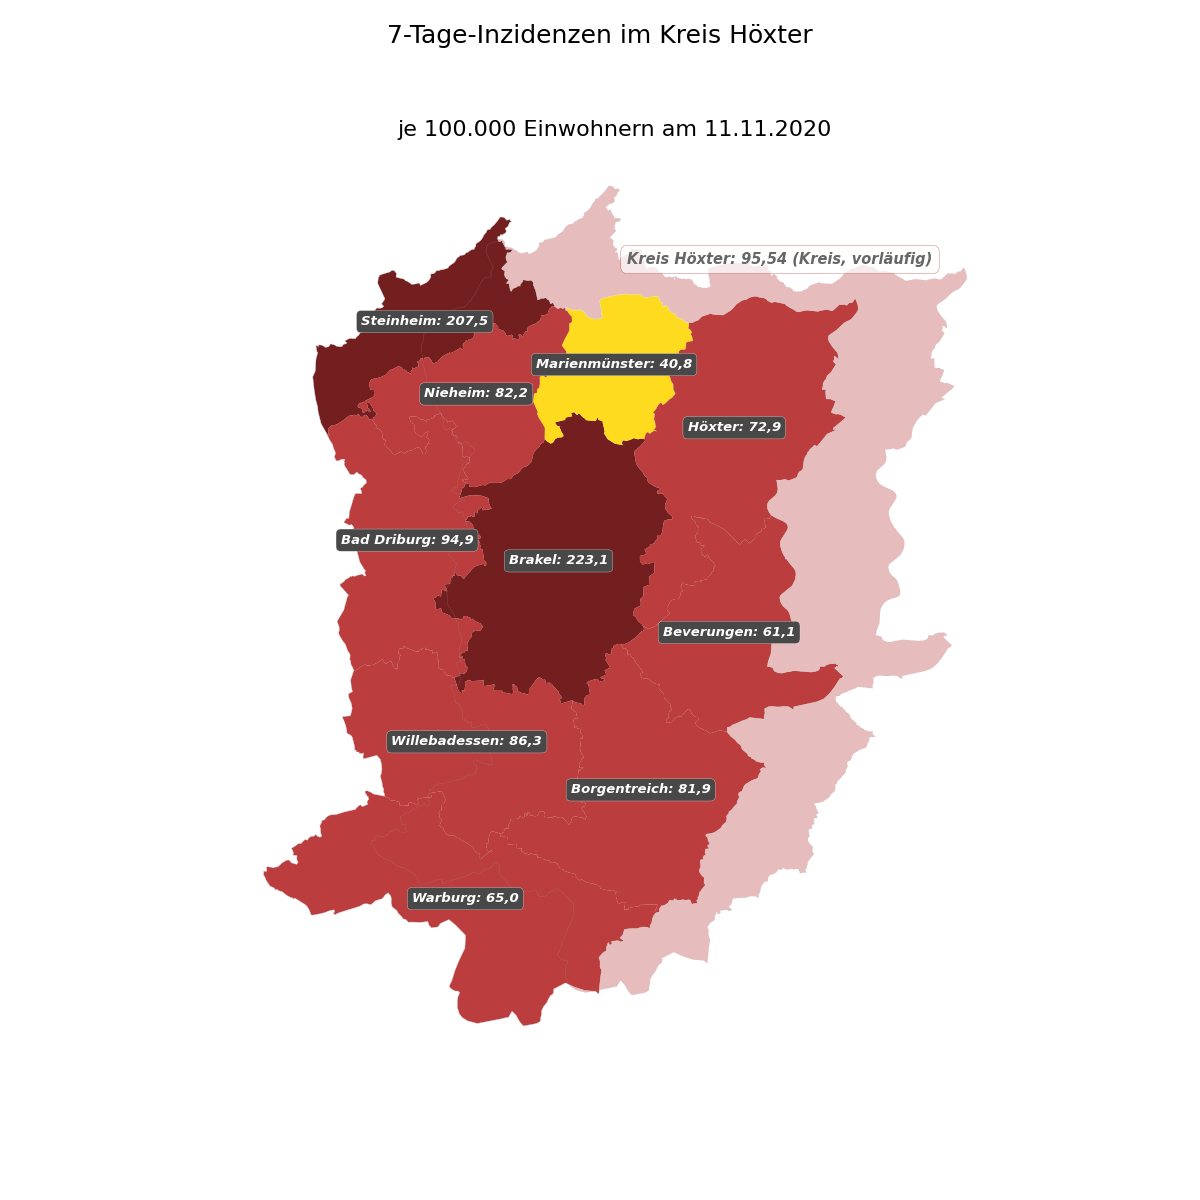 7-Tage-Inzidenzen im Kreis Höxter
je 100.000 Einwohnern am 11.11.2020
Kreis Höxter: 95,54 (Kreis, vorläufig)
Steinheim: 207,5
Marienmünster: 40,8
Nieheim: 82,2
Höxter: 72,9
Bad Driburg: 94,9
Brakel: 223,1
Beverungen: 61,1
Willebadessen: 86,3
Borgentreich: 81,9
Warburg: 65,0